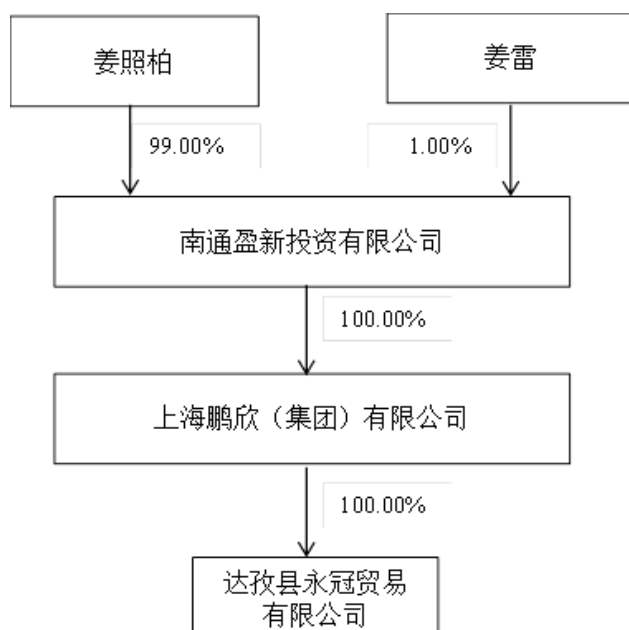 姜照柏
姜雷
99.00%
1.00%
南通盈新投资有限公司
100.00%
上海鹏欣（集团）有限公司
100.00%
达孜县永冠贸易
有限公司